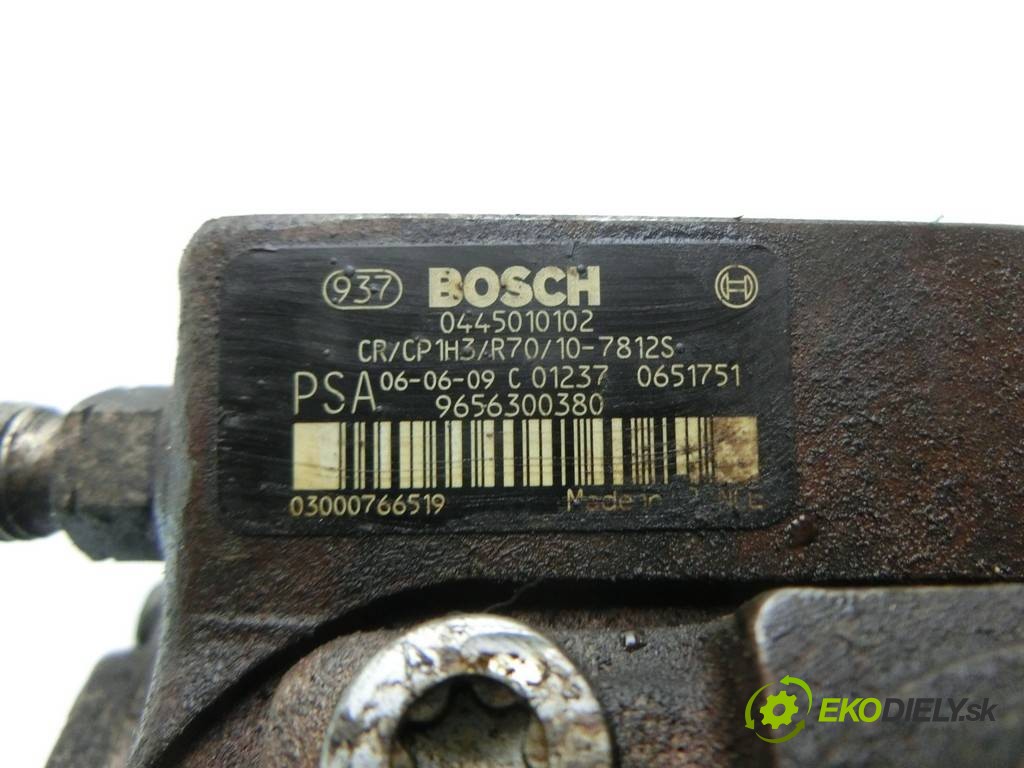 937 BOSCH
0445010102
CR/CP1H3/R70/10-7812S
PSA 06-06-09 C 01237 0651751
9656300380
03000766519 Made in
EKODIELY.sk